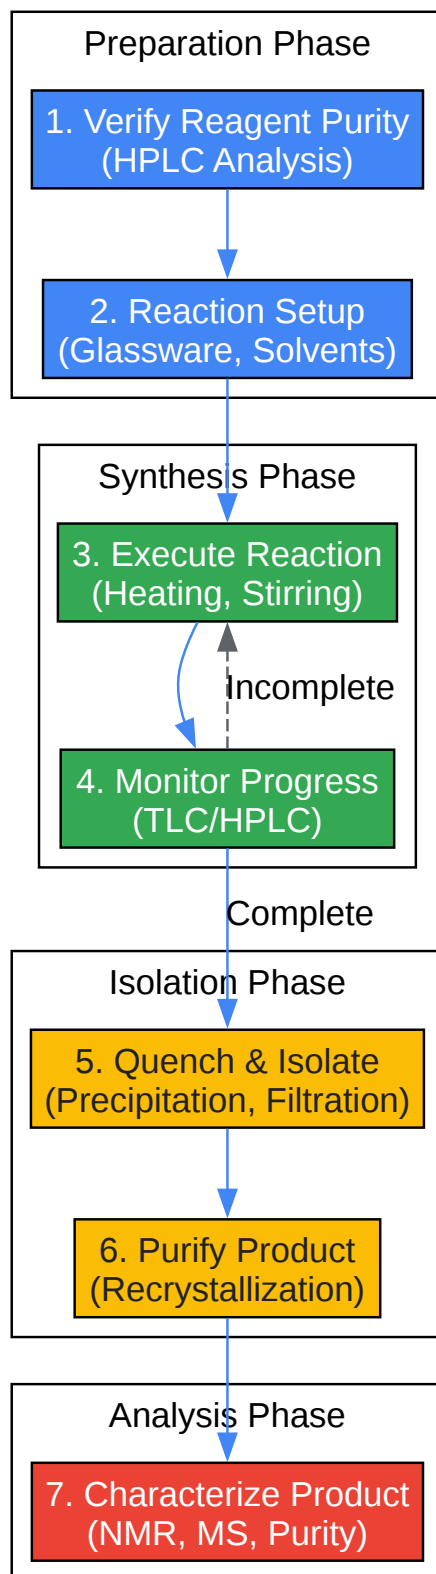 Preparation Phase
1. Verify Reagent Purity
(HPLC Analysis)
2. Reaction Setup
(Glassware, Solvents)
Synthesis Phase
3. Execute Reaction
(Heating, Stirring)
Incomplete
4. Monitor Progress
(TLC/HPLC)
Complete
Isolation Phase
5. Quench & Isolate
(Precipitation, Filtration)
6. Purify Product
(Recrystallization)
Analysis Phase
7. Characterize Product
(NMR, MS, Purity)